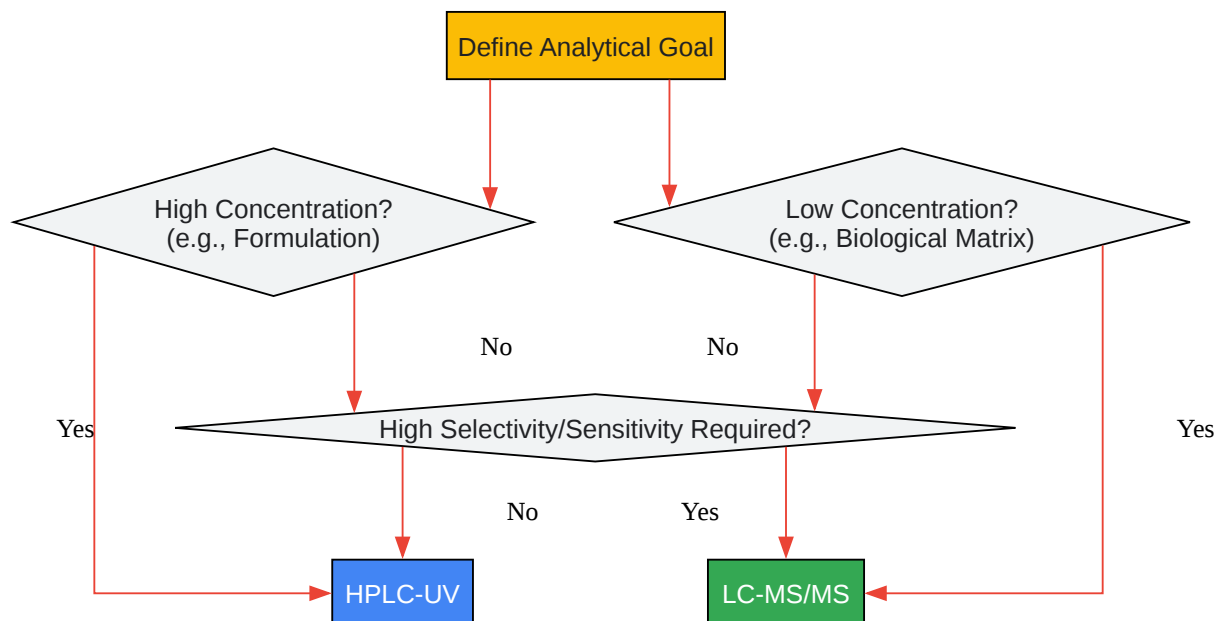 Define Analytical Goal
High Concentration?
(e.g., Formulation)
Low Concentration?
(e.g., Biological Matrix)
No
No
Yes
High Selectivity/Sensitivity Required?
Yes
No
Yes
HPLC-UV
LC-MS/MS